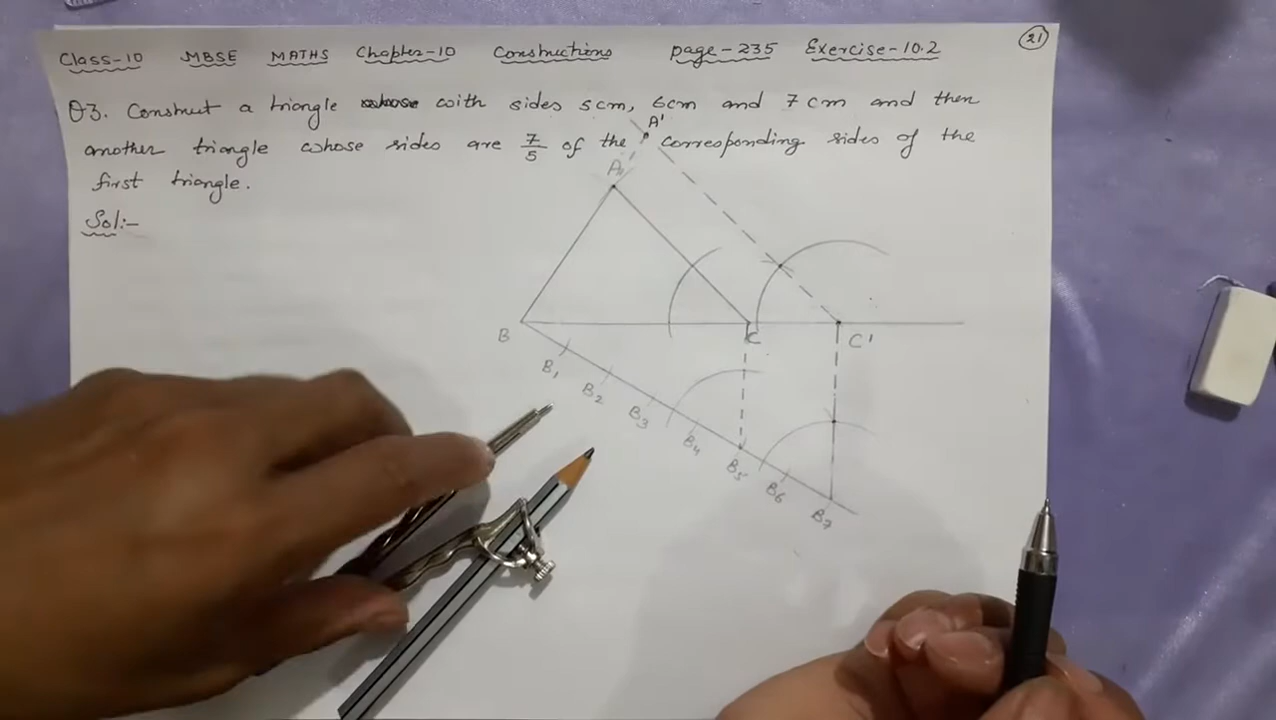 Class-10 MBSE MATHS Chapter-10 Constructions page-235 Exercise-10.2 21
Q3. Construct a triangle with sides 5cm, 6cm and 7cm and then
another triangle whose sides are 7/5 of the corresponding sides of the
first triangle.
Sol:-
A'
A
B
C
C'
B1
B2
B3
B4
B5
B6
B7